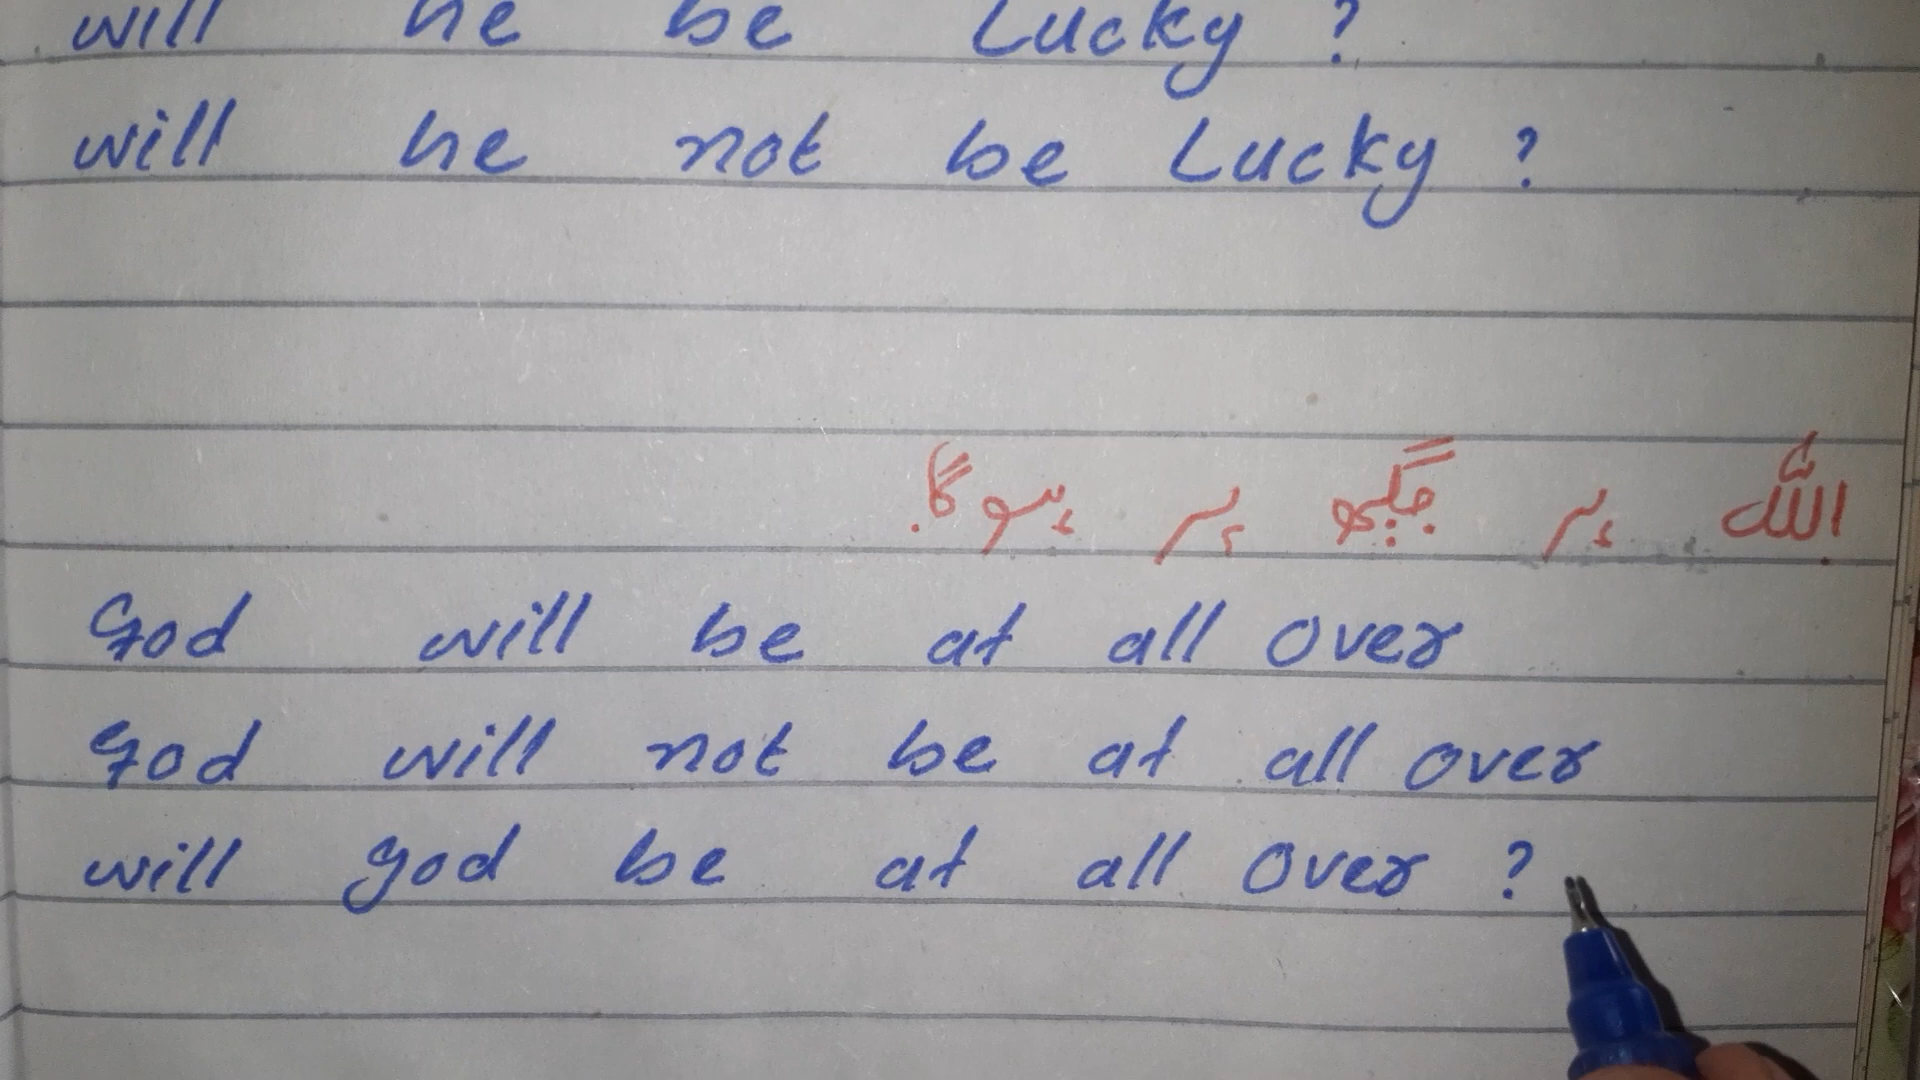 will he be Lucky ?
will he not be Lucky ?
اللّٰہ ہر جگہ پر ہوگا.
God will be at all over
God will not be at all over
will god be at all over ?